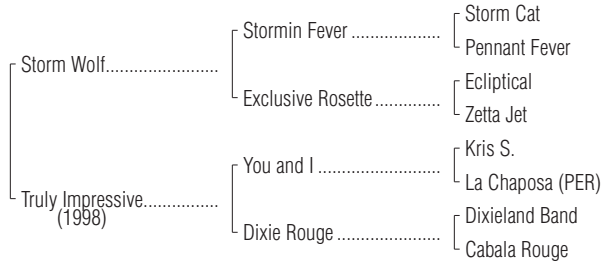 Storm Cat
Stormin Fever ..................
Pennant Fever
Storm Wolf.......................
Ecliptical
Exclusive Rosette.............
Zetta Jet
Kris S.
You and I ........................
La Chaposa (PER)
Truly Impressive...............
(1998)
Dixieland Band
Dixie Rouge .....................
Cabala Rouge